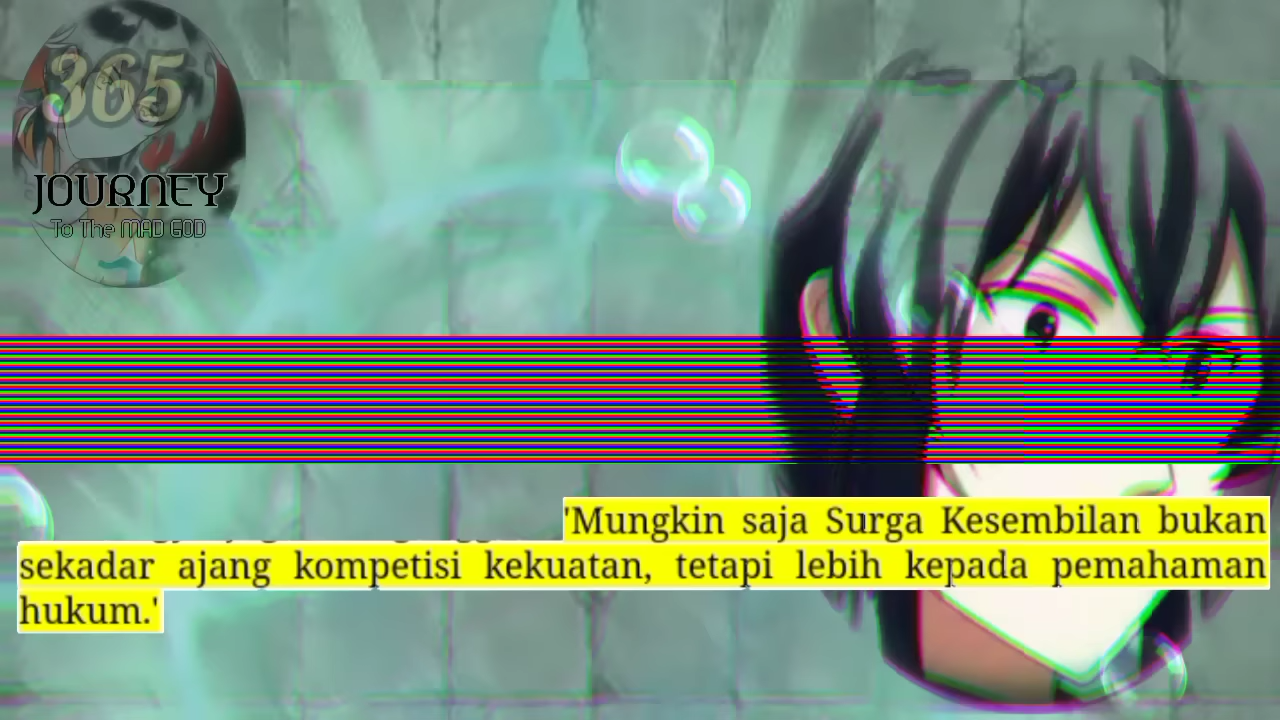 365
JOURNEY
To The MAD GOD
'Mungkin saja Surga Kesembilan bukan
sekadar ajang kompetisi kekuatan, tetapi lebih kepada pemahaman
hukum.'